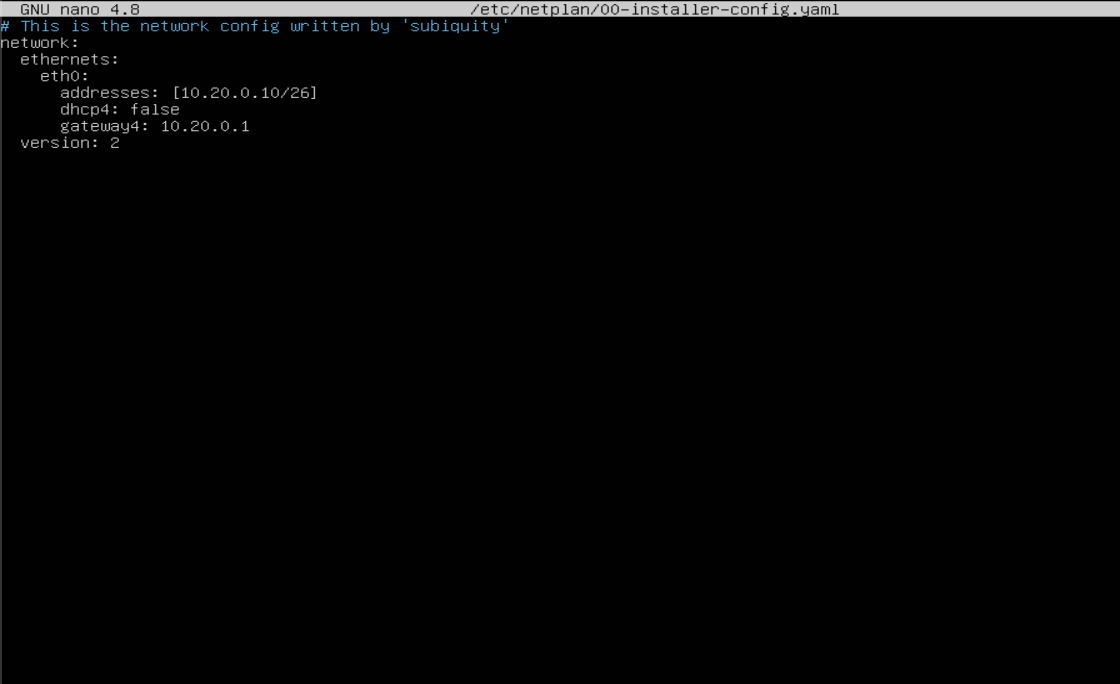 GNU nano 4.8 /etc/netplan/00-installer-config.yaml
# This is the network config written by 'subiquity'
network:
  ethernets:
    eth0:
      addresses: [10.20.0.10/26]
      dhcp4: false
      gateway4: 10.20.0.1
  version: 2